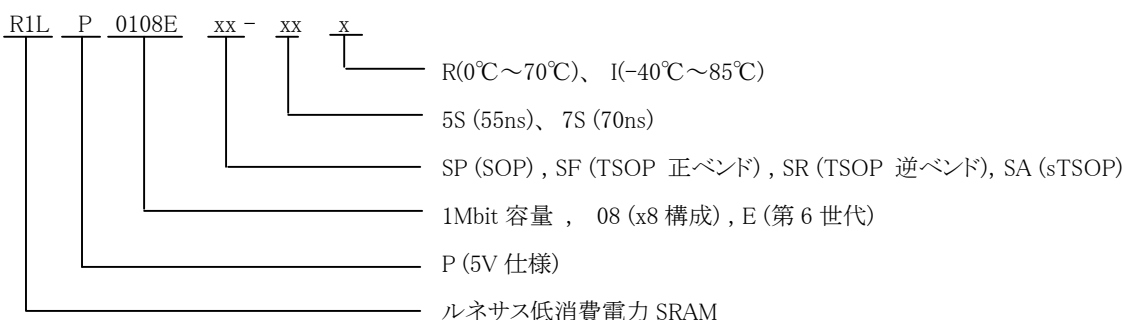 R1L P 0108E xx - xx x
R(0℃～70℃)、 I(-40℃～85℃)
5S (55ns)、 7S (70ns)
SP (SOP) , SF (TSOP 正ベンド) , SR (TSOP 逆ベンド), SA (sTSOP)
1Mbit 容量 , 08 (x8 構成) , E (第 6 世代)
P (5V 仕様)
ルネサス低消費電力 SRAM